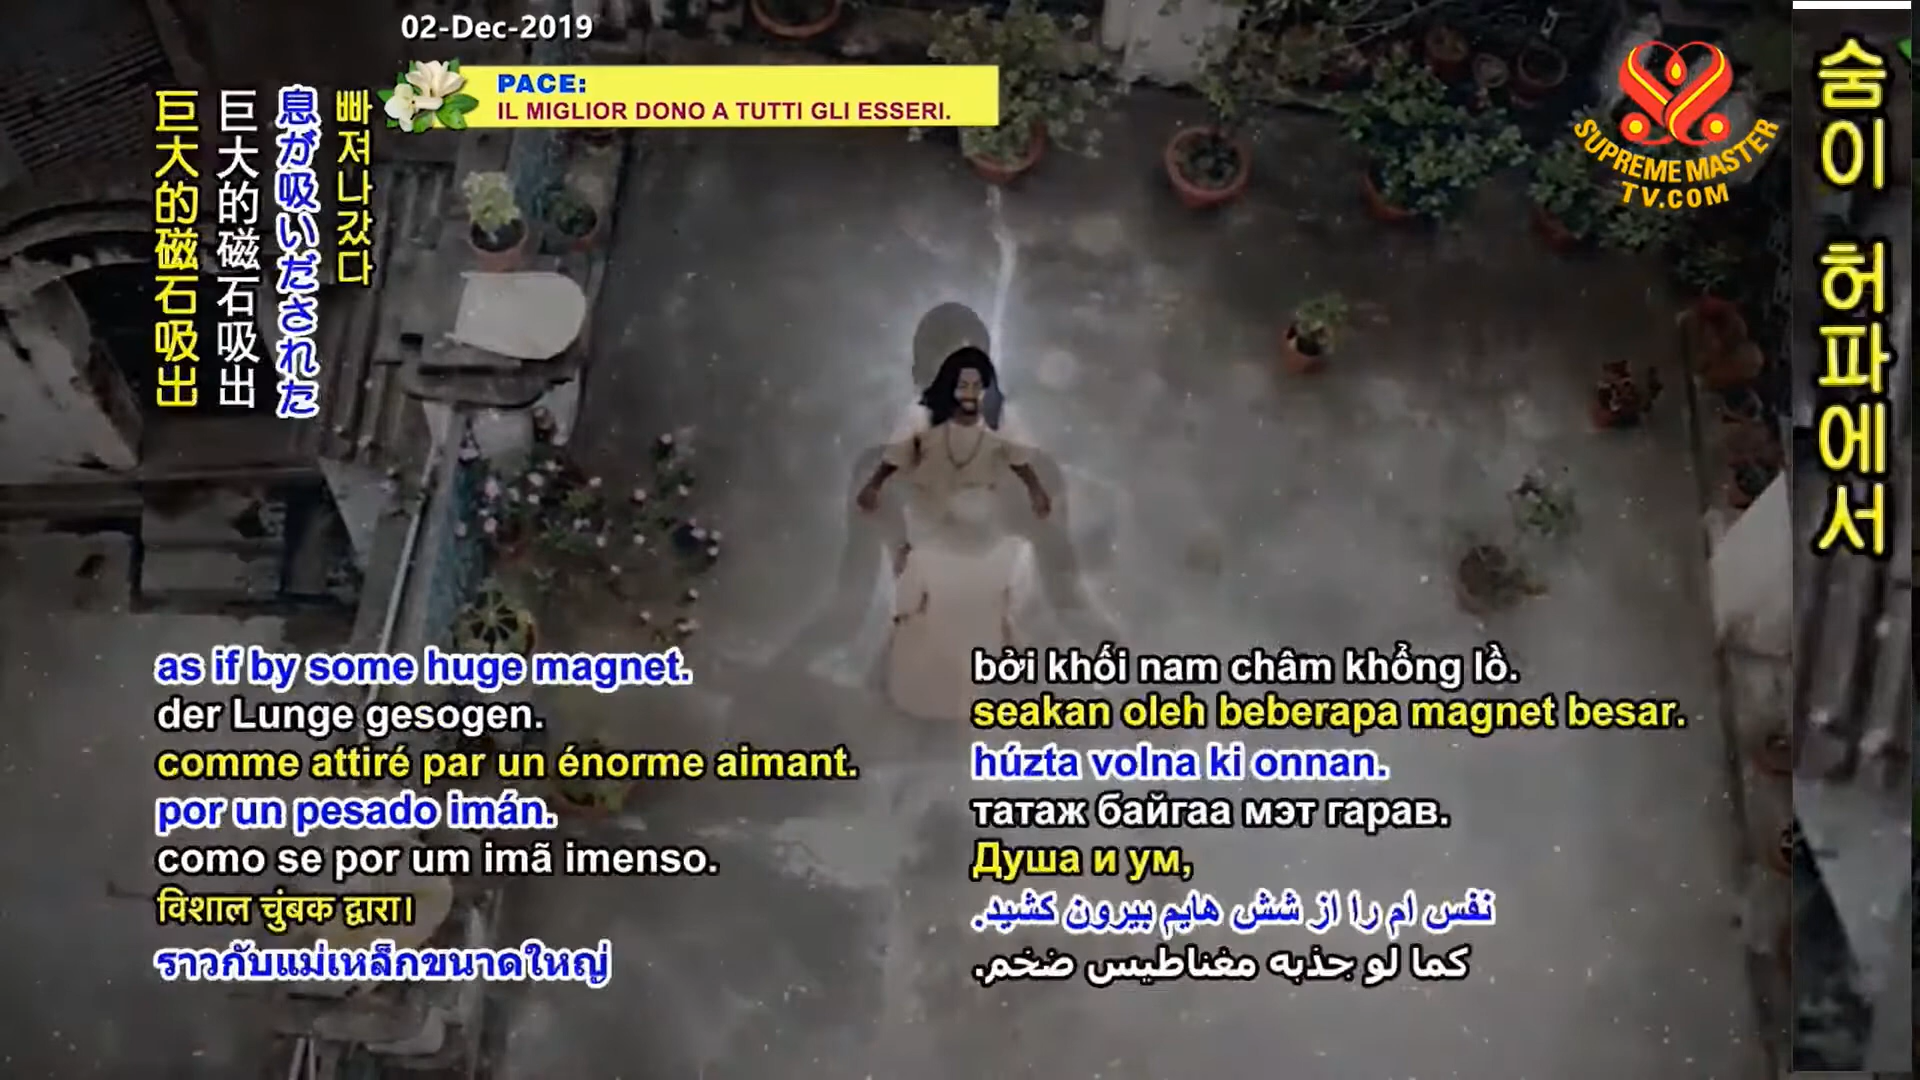 02-Dec-2019
PACE:
IL MIGLIOR DONO A TUTTI GLI ESSERI.
SUPREME MASTER
TV.COM
숨이 허파에서
빠져나갔다
息が吸いだされた
巨大的磁石吸出
巨大的磁石吸出
as if by some huge magnet.
der Lunge gesogen.
comme attiré par un énorme aimant.
por un pesado imán.
como se por um imã imenso.
विशाल चुंबक द्वारा।
ราวกับแม่เหล็กขนาดใหญ่
bởi khối nam châm khổng lồ.
seakan oleh beberapa magnet besar.
húzta volna ki onnan.
татаж байгаа мэт гарав.
Душа и ум,
نفس ام را از شش هایم بیرون کشید.
كما لو جذبه مغناطيس ضخم.